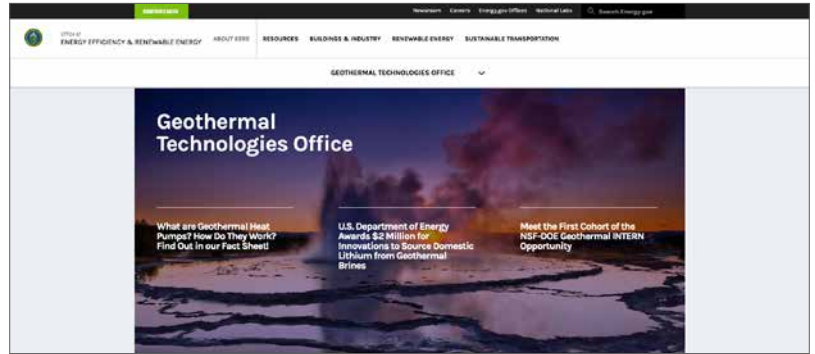 Newsroom Careers Energy.gov Offices National Labs Search Energy.gov
Office of
ENERGY EFFICIENCY & RENEWABLE ENERGY ABOUT EERE RESOURCES BUILDINGS & INDUSTRY RENEWABLE ENERGY SUSTAINABLE TRANSPORTATION
GEOTHERMAL TECHNOLOGIES OFFICE
Geothermal
Technologies Office
What are Geothermal Heat
Pumps? How Do They Work?
Find Out in our Fact Sheet!
U.S. Department of Energy
Awards $2 Million for
Innovations to Source Domestic
Lithium from Geothermal
Brines
Meet the First Cohort of the
NSF-DOE Geothermal INTERN
Opportunity